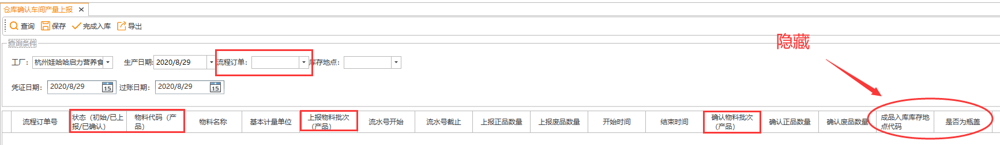 仓库确认车间产量上报 ×
查询 保存 完成入库 导出
隐藏
查询条件
工厂： 杭州娃哈哈启力营养食 生产日期: 2020/8/29 流程订单： 库存地点：
凭证日期： 2020/8/29 15 过账日期： 2020/8/29 15
流程订单号
状态（初始/已上
报/已确认）
物料代码（产
品）
物料名称
基本计量单位
上报物料批次
（产品）
流水号开始
流水号截止
上报正品数量
上报废品数量
开始时间
结束时间
确认物料批次
（产品）
确认正品数量
确认废品数量
成品入库库存地
点代码
是否为瓶盖